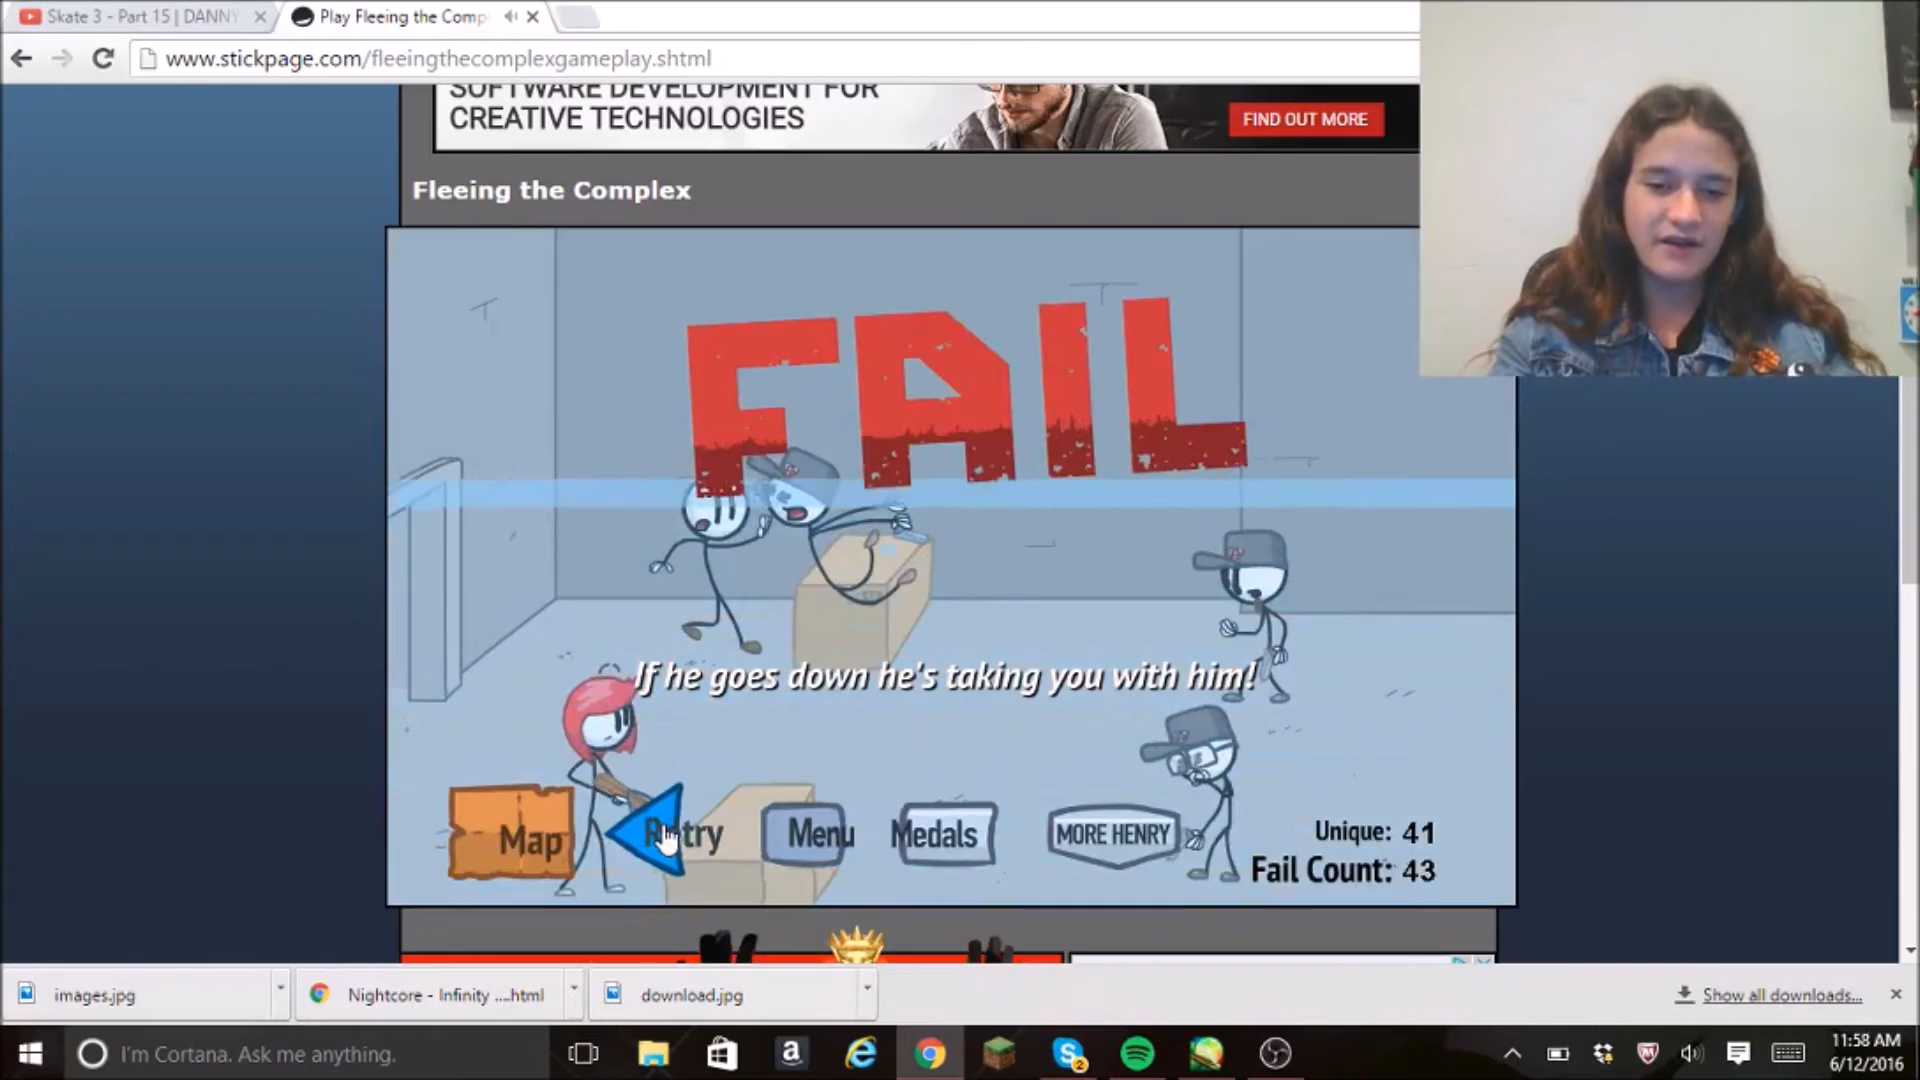 Skate 3 - Part 15 | DANNY
Play Fleeing the Comp
www.stickpage.com/fleeingthecomplexgameplay.shtml
SOFTWARE DEVELOPMENT FOR
CREATIVE TECHNOLOGIES
FIND OUT MORE
Fleeing the Complex
FAIL
If he goes down he's taking you with him!
Map
Retry
Menu
Medals
MORE HENRY
Unique: 41
Fail Count: 43
images.jpg
Nightcore - Infinity ....html
download.jpg
Show all downloads...
I'm Cortana. Ask me anything.
2
11:58 AM
6/12/2016